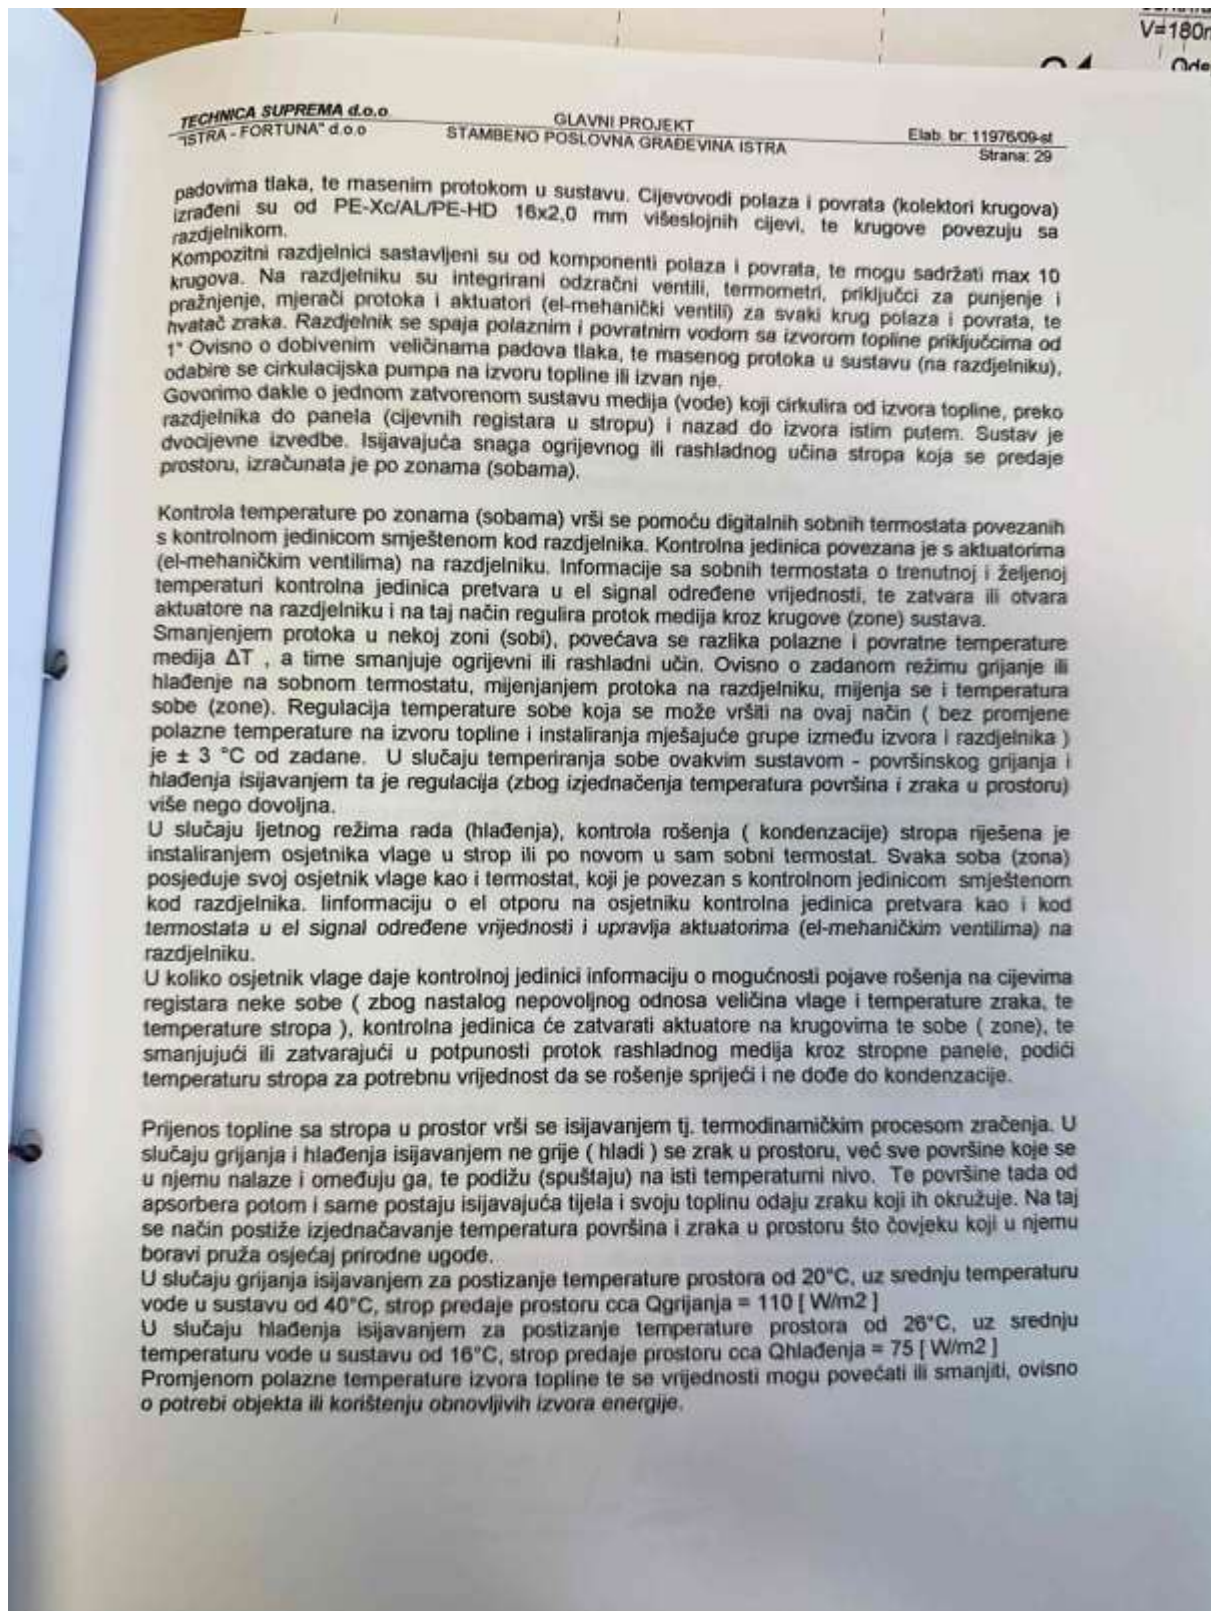 V=180
TECHNICA SUPREMA d.o.o
GLAVNI PROJEKT
"ISTRA - FORTUNA" d.o.o
STAMBENO POSLOVNA GRAĐEVINA ISTRA
Elab. br: 11976/09-st
Strana: 29
padovima tlaka, te masenim protokom u sustavu. Cijevovodi polaza i povrata (kolektori krugova)
izrađeni su od PE-Xc/AL/PE-HD 16x2,0 mm višeslojnih cijevi, te krugove povezuju sa
razdjelnikom.
Kompozitni razdjelnici sastavljeni su od komponenti polaza i povrata, te mogu sadržati max 10
krugova. Na razdjelniku su integrirani odzračni ventili, termometri, priključci za punjenje i
pražnjenje, mjerači protoka i aktuatori (el-mehanički ventili) za svaki krug polaza i povrata, te
hvatač zraka. Razdjelnik se spaja polaznim i povratnim vodom sa izvorom topline priključcima od
1" Ovisno o dobivenim veličinama padova tlaka, te masenog protoka u sustavu (na razdjelniku),
odabire se cirkulacijska pumpa na izvoru topline ili izvan nje.
Govorimo dakle o jednom zatvorenom sustavu medija (vode) koji cirkulira od izvora topline, preko
razdjelnika do panela (cijevnih registara u stropu) i nazad do izvora istim putem. Sustav je
dvocijevne izvedbe. Isijavajuća snaga ogrijevnog ili rashladnog učina stropa koja se predaje
prostoru, izračunata je po zonama (sobama).
Kontrola temperature po zonama (sobama) vrši se pomoću digitalnih sobnih termostata povezanih
s kontrolnom jedinicom smještenom kod razdjelnika. Kontrolna jedinica povezana je s aktuatorima
(el-mehaničkim ventilima) na razdjelniku. Informacije sa sobnih termostata o trenutnoj i željenoj
temperaturi kontrolna jedinica pretvara u el signal određene vrijednosti, te zatvara ili otvara
aktuatore na razdjelniku i na taj način regulira protok medija kroz krugove (zone) sustava.
Smanjenjem protoka u nekoj zoni (sobi), povećava se razlika polazne i povratne temperature
medija ΔT , a time smanjuje ogrijevni ili rashladni učin. Ovisno o zadanom režimu grijanje ili
hlađenje na sobnom termostatu, mijenjanjem protoka na razdjelniku, mijenja se i temperatura
sobe (zone). Regulacija temperature sobe koja se može vršiti na ovaj način ( bez promjene
polazne temperature na izvoru topline i instaliranja mješajuće grupe između izvora i razdjelnika )
je ± 3 °C od zadane. U slučaju temperiranja sobe ovakvim sustavom - površinskog grijanja i
hlađenja isijavanjem ta je regulacija (zbog izjednačenja temperatura površina i zraka u prostoru)
više nego dovoljna.
U slučaju ljetnog režima rada (hlađenja), kontrola rošenja ( kondenzacije) stropa riješena je
instaliranjem osjetnika vlage u strop ili po novom u sam sobni termostat. Svaka soba (zona)
posjeduje svoj osjetnik vlage kao i termostat, koji je povezan s kontrolnom jedinicom smještenom
kod razdjelnika. Iinformaciju o el otporu na osjetniku kontrolna jedinica pretvara kao i kod
termostata u el signal određene vrijednosti i upravlja aktuatorima (el-mehaničkim ventilima) na
razdjelniku.
U koliko osjetnik vlage daje kontrolnoj jedinici informaciju o mogućnosti pojave rošenja na cijevima
registara neke sobe ( zbog nastalog nepovoljnog odnosa veličina vlage i temperature zraka, te
temperature stropa ), kontrolna jedinica će zatvarati aktuatore na krugovima te sobe ( zone), te
smanjujući ili zatvarajući u potpunosti protok rashladnog medija kroz stropne panele, podići
temperaturu stropa za potrebnu vrijednost da se rošenje spriječi i ne dođe do kondenzacije.
Prijenos topline sa stropa u prostor vrši se isijavanjem tj. termodinamičkim procesom zračenja. U
slučaju grijanja i hlađenja isijavanjem ne grije ( hladi ) se zrak u prostoru, već sve površine koje se
u njemu nalaze i omeđuju ga, te podižu (spuštaju) na isti temperaturni nivo. Te površine tada od
apsorbera potom i same postaju isijavajuća tijela i svoju toplinu odaju zraku koji ih okružuje. Na taj
se način postiže izjednačavanje temperatura površina i zraka u prostoru što čovjeku koji u njemu
boravi pruža osjećaj prirodne ugode.
U slučaju grijanja isijavanjem za postizanje temperature prostora od 20°C, uz srednju temperaturu
vode u sustavu od 40°C, strop predaje prostoru cca Qgrijanja = 110 [ W/m2 ]
U slučaju hlađenja isijavanjem za postizanje temperature prostora od 26°C, uz srednju
temperaturu vode u sustavu od 16°C, strop predaje prostoru cca Qhlađenja = 75 [ W/m2 ]
Promjenom polazne temperature izvora topline te se vrijednosti mogu povećati ili smanjiti, ovisno
o potrebi objekta ili korištenju obnovljivih izvora energije.